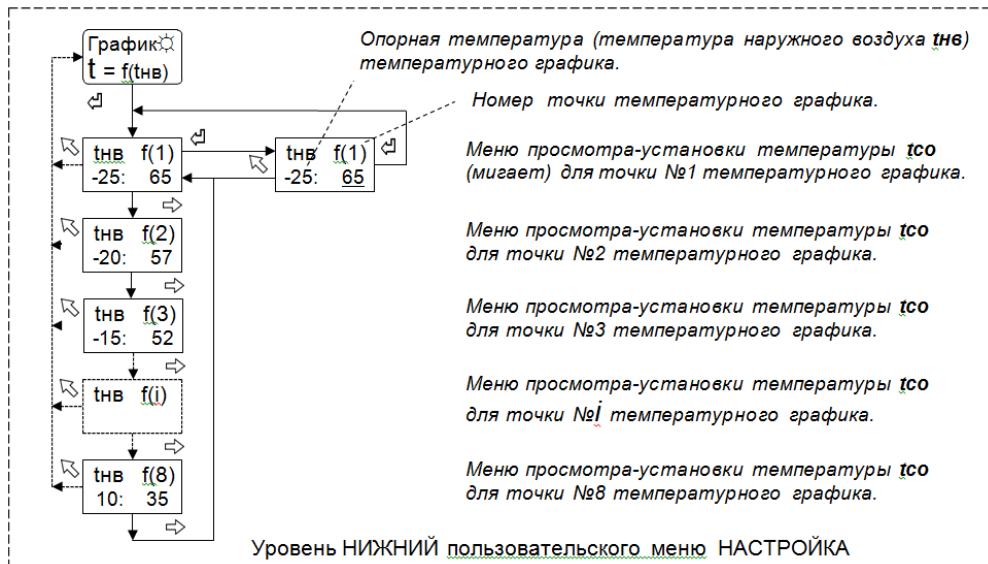 График☼
t = f(tнв)
Опорная температура (температура наружного воздуха tнв)
температурного графика.
Номер точки температурного графика.
tнв f(1)
-25: 65
tнв f(1)
-25: 65
Меню просмотра-установки температуры tсо
(мигает) для точки №1 температурного графика.
tнв f(2)
-20: 57
Меню просмотра-установки температуры tсо
для точки №2 температурного графика.
tнв f(3)
-15: 52
Меню просмотра-установки температуры tсо
для точки №3 температурного графика.
tнв f(i)
Меню просмотра-установки температуры tсо
для точки №i температурного графика.
tнв f(8)
10: 35
Меню просмотра-установки температуры tсо
для точки №8 температурного графика.
Уровень НИЖНИЙ пользовательского меню НАСТРОЙКА